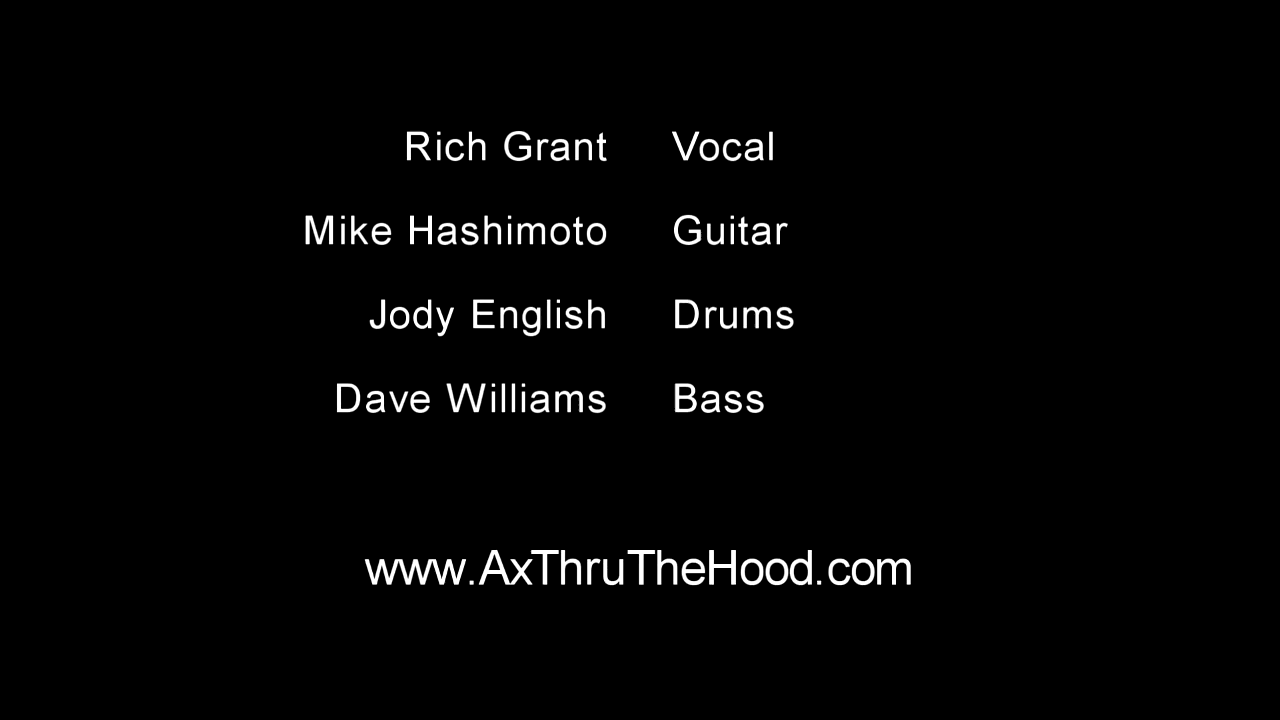 Rich Grant Vocal
Mike Hashimoto Guitar
Jody English Drums
Dave Williams Bass
www.AxThruTheHood.com